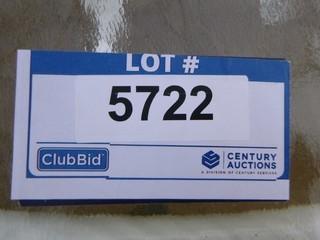 LOT #
5722
ClubBid
CENTURY
AUCTIONS
A DIVISION OF CENTURY SERVICES